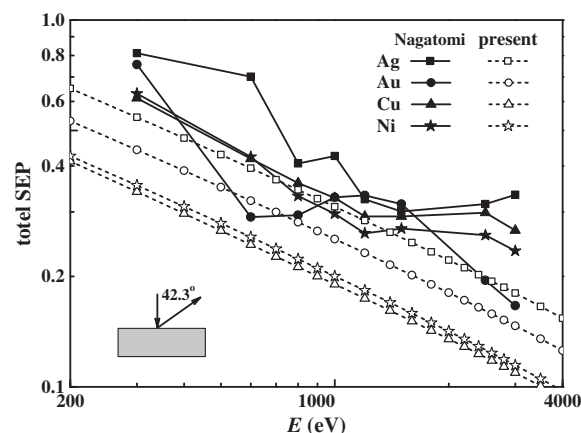 1.0
0.8
0.6
0.4
0.2
0.1
totel SEP
Nagatomi present
Ag
Au
Cu
Ni
42.3°
200 1000 4000
E (eV)